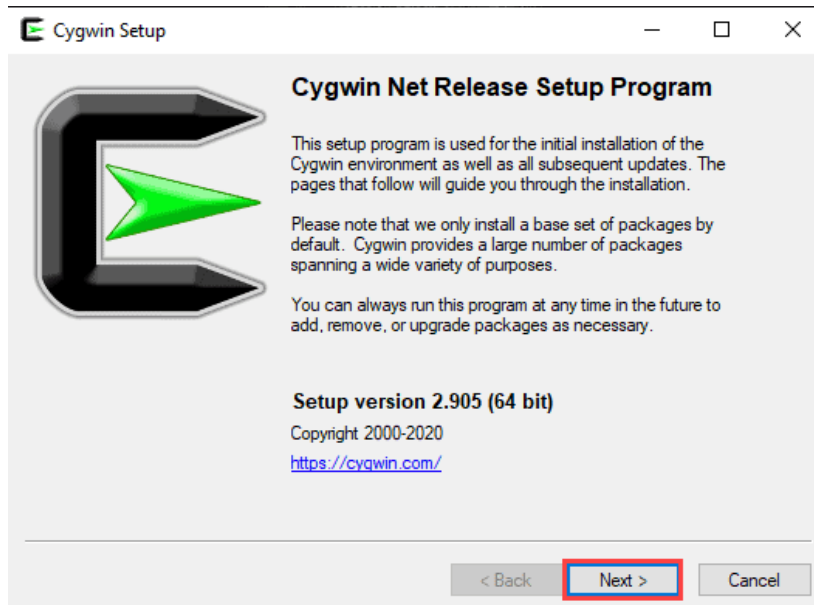 Cygwin Setup
Cygwin Net Release Setup Program
This setup program is used for the initial installation of the
Cygwin environment as well as all subsequent updates. The
pages that follow will guide you through the installation.
Please note that we only install a base set of packages by
default. Cygwin provides a large number of packages
spanning a wide variety of purposes.
You can always run this program at any time in the future to
add, remove, or upgrade packages as necessary.
Setup version 2.905 (64 bit)
Copyright 2000-2020
https://cygwin.com/
< Back Next > Cancel